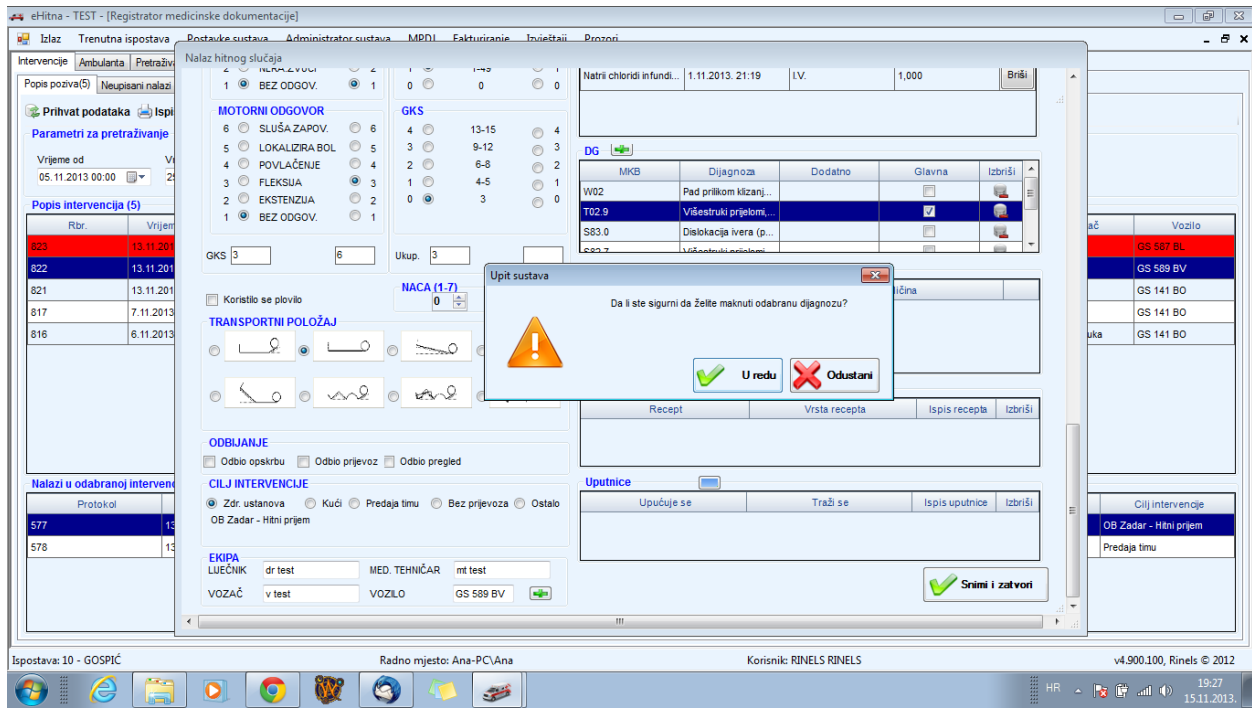 eHitna - TEST - [Registrator medicinske dokumentacije]
Izlaz Trenutna ispostava Postavke sustava Administrator sustava MPDJ Fakturiranje Izvještaji Prozori
Intervencije Ambulanta
Popis poziva(5) Neupisani nalazi
Prihvat podataka
Parametri za pretraživanje
Vrijeme od
05.11.2013 00:00
Popis intervencija (5)
Rbr.
823 13.11.201
822 13.11.201
821 13.11.201
817 7.11.2013
816 6.11.2013
Nalazi u odabranoj
Protokol
577 13
578 13
Nalaz hitnog slučaja
1 BEZ ODGOV. 1 0 0 0
MOTORNI ODGOVOR GKS
6 SLUŠA ZAPOV. 6 4 13-15 4
5 LOKALIZIRA BOL 5 3 9-12 3
4 POVLAČENJE 4 2 6-8 2
3 FLEKSIJA 3 1 4-5 1
2 EKSTENZIJA 2 0 3 0
1 BEZ ODGOV. 1
GKS 3 6 Ukup. 3
Koristilo se plovilo
NACA (1-7)
0
TRANSPORTNI POLOŽAJ
ODBIJANJE
Odbio opskrbu Odbio prijevoz Odbio pregled
CILJ INTERVENCIJE
Zdr. ustanova Kući Predaja timu Bez prijevoza Ostalo
OB Zadar - Hitni prijem
EKIPA
LIJEČNIK dr test MED. TEHNIČAR mt test
VOZAČ v test VOZILO GS 589 BV
Natrii chloridi infundi... 1.11.2013. 21:19 I.V. 1,000 Briši
DG
MKB Dijagnoza Dodatno Glavna Izbriši
W02 Pad prilikom klizanj...
T02.9 Višestruki prijelomi,...
S83.0 Dislokacija ivera (p...
Upit sustava
Da li ste sigurni da želite maknuti odabranu dijagnozu?
U redu Odustani
Recept Vrsta recepta Ispis recepta Izbriši
Uputnice
Upućuje se Traži se Ispis uputnice Izbriši
Snimi i zatvori
Vozilo
GS 587 BL
GS 589 BV
GS 141 BO
GS 141 BO
GS 141 BO
Cilj intervencije
OB Zadar - Hitni prijem
Predaja timu
Ispostava: 10 - GOSPIĆ Radno mjesto: Ana-PC\Ana Korisnik: RINELS RINELS v4.900.100, Rinels © 2012
HR
19:27
15.11.2013.